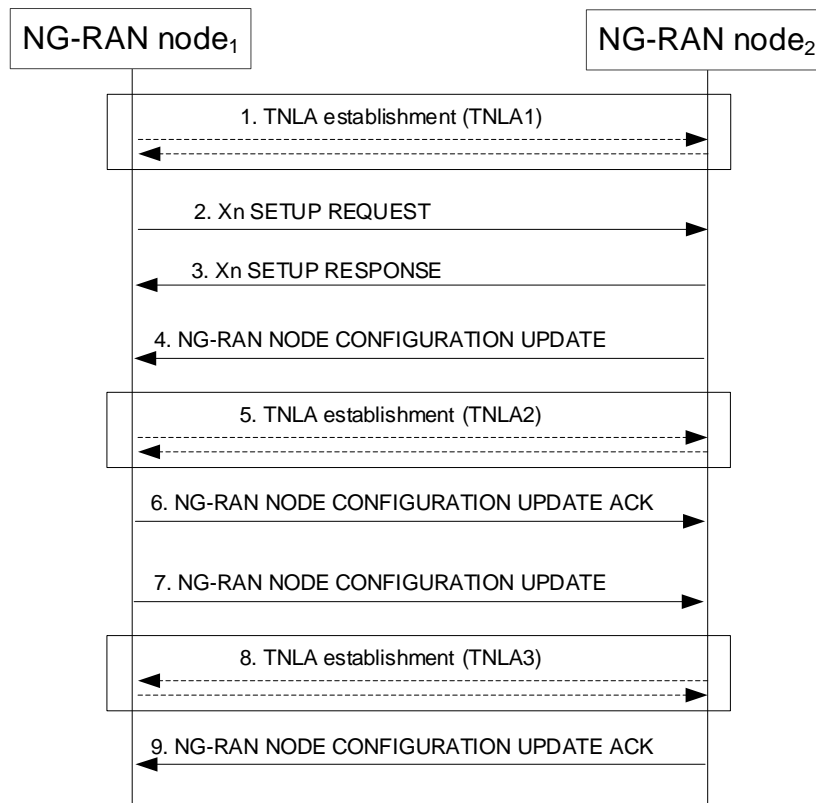 NG-RAN node₁
NG-RAN node₂
1. TNLA establishment (TNLA1)
2. Xn SETUP REQUEST
3. Xn SETUP RESPONSE
4. NG-RAN NODE CONFIGURATION UPDATE
5. TNLA establishment (TNLA2)
6. NG-RAN NODE CONFIGURATION UPDATE ACK
7. NG-RAN NODE CONFIGURATION UPDATE
8. TNLA establishment (TNLA3)
9. NG-RAN NODE CONFIGURATION UPDATE ACK